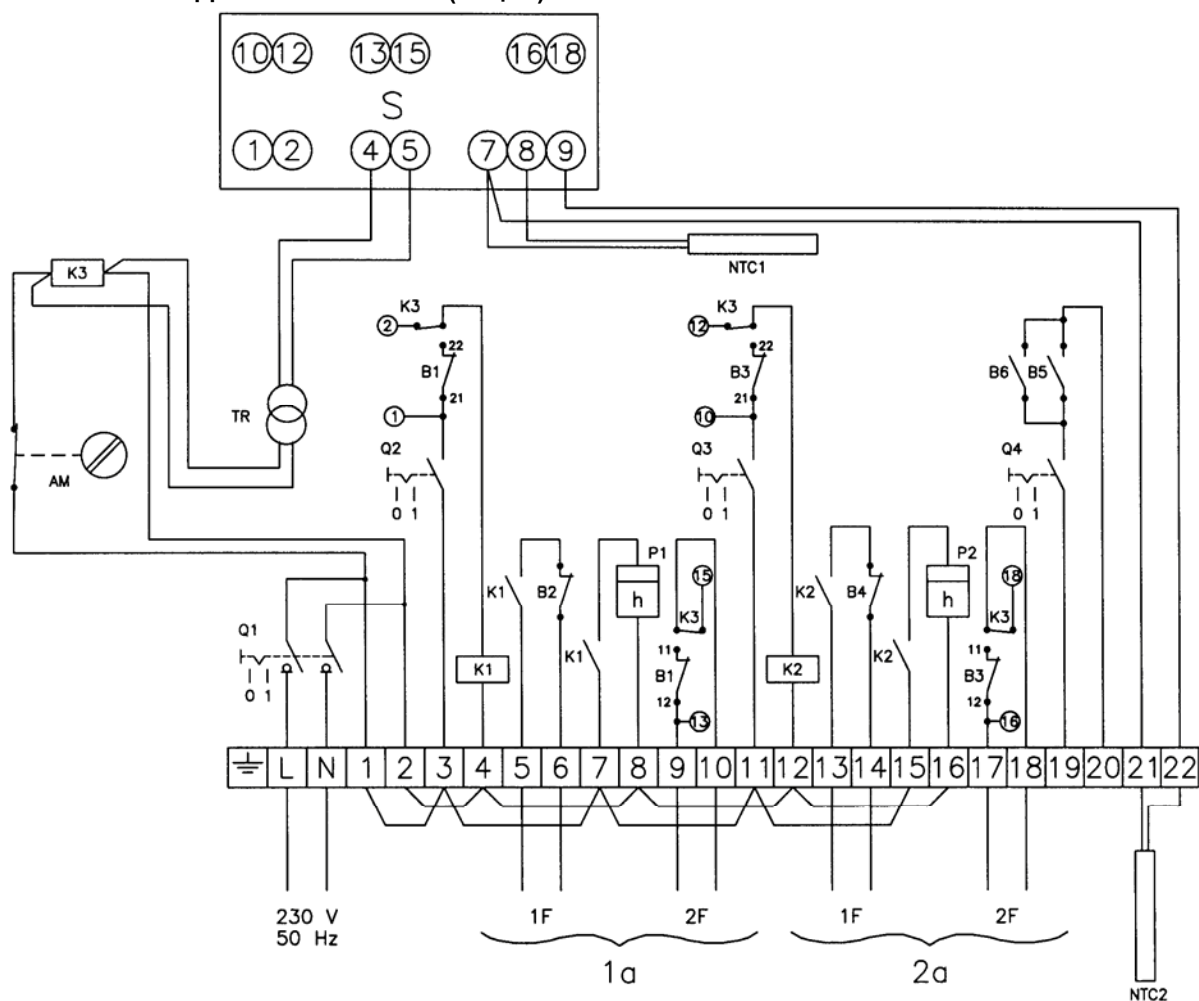 10 12 13 15 16 18
S
1 2 4 5 7 8 9
K3
NTC1
K3
K3
2
12
22
22
B1
B3
B6
B5
21
21
TR
1
10
Q2
Q3
Q4
AM
0 1
0 1
0 1
P1
P2
15
18
K1
B2
h
K2
B4
h
K3
K3
Q1
K1
11
K2
11
0 1
K1
B1
K2
B3
12
12
13
16
L N 1 2 3 4 5 6 7 8 9 10 11 12 13 14 15 16 17 18 19 20 21 22
230 V
50 Hz
1F
2F
1F
2F
1a
2a
NTC2